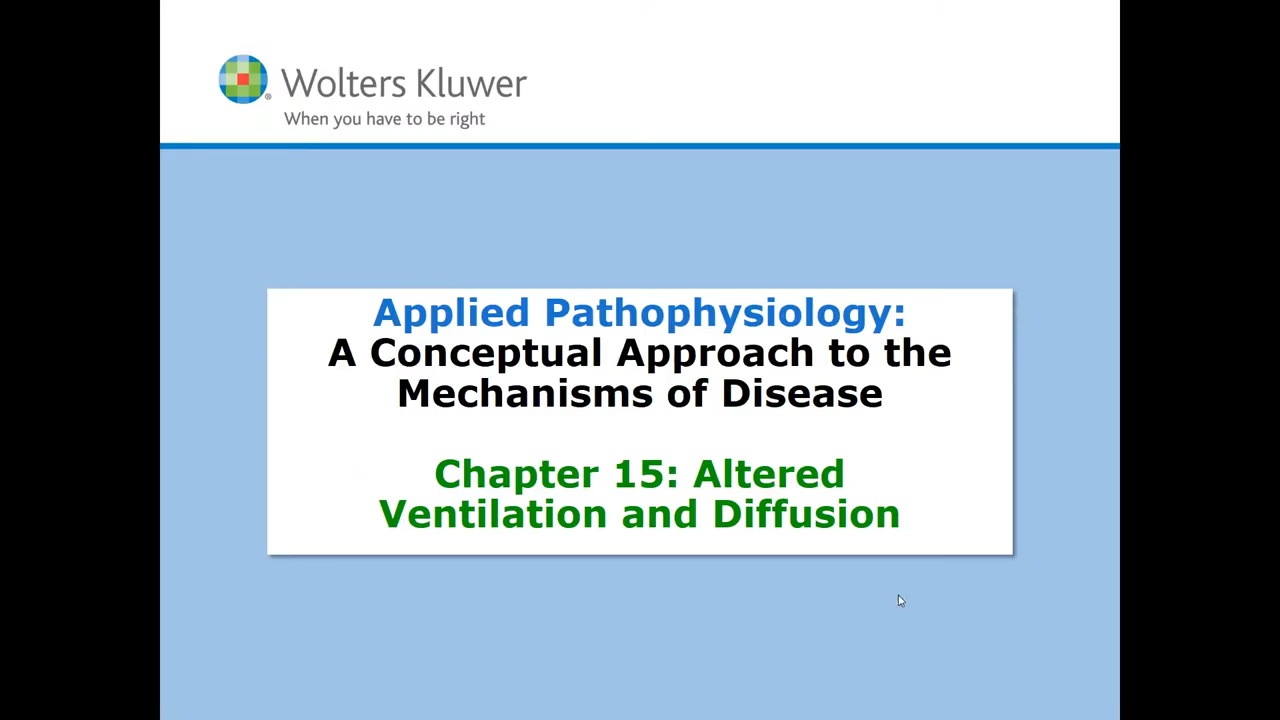 Wolters Kluwer
When you have to be right
Applied Pathophysiology:
A Conceptual Approach to the
Mechanisms of Disease
Chapter 15: Altered
Ventilation and Diffusion